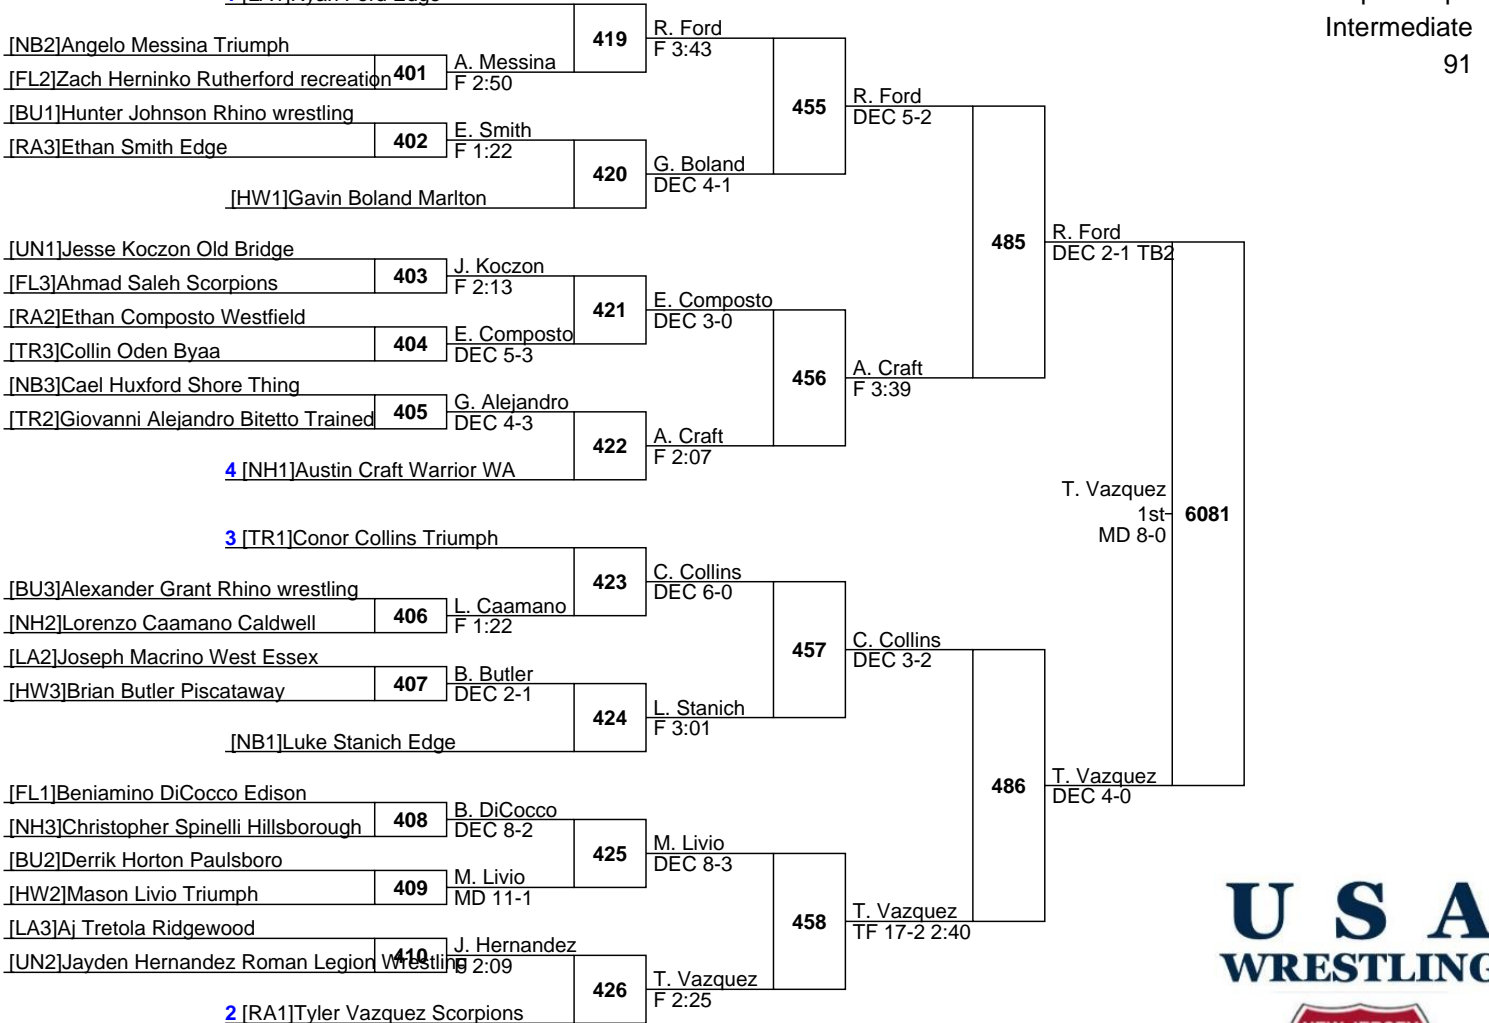 Intermediate
91
419
R. Ford
F 3:43
[NB2]Angelo Messina Triumph
[FL2]Zach Herninko Rutherford recreation
401
A. Messina
F 2:50
[BU1]Hunter Johnson Rhino wrestling
[RA3]Ethan Smith Edge
402
E. Smith
F 1:22
455
R. Ford
DEC 5-2
420
G. Boland
DEC 4-1
[HW1]Gavin Boland Marlton
[UN1]Jesse Koczon Old Bridge
[FL3]Ahmad Saleh Scorpions
403
J. Koczon
F 2:13
485
R. Ford
DEC 2-1 TB2
421
E. Composto
DEC 3-0
[RA2]Ethan Composto Westfield
[TR3]Collin Oden Byaa
404
E. Composto
DEC 5-3
456
A. Craft
F 3:39
[NB3]Cael Huxford Shore Thing
[TR2]Giovanni Alejandro Bitetto Trained
405
G. Alejandro
DEC 4-3
422
A. Craft
F 2:07
4 [NH1]Austin Craft Warrior WA
T. Vazquez
1st
MD 8-0
6081
3 [TR1]Conor Collins Triumph
423
C. Collins
DEC 6-0
[BU3]Alexander Grant Rhino wrestling
[NH2]Lorenzo Caamano Caldwell
406
L. Caamano
F 1:22
457
C. Collins
DEC 3-2
[LA2]Joseph Macrino West Essex
[HW3]Brian Butler Piscataway
407
B. Butler
DEC 2-1
424
L. Stanich
F 3:01
[NB1]Luke Stanich Edge
486
T. Vazquez
DEC 4-0
[FL1]Beniamino DiCocco Edison
[NH3]Christopher Spinelli Hillsborough
408
B. DiCocco
DEC 8-2
425
M. Livio
DEC 8-3
[BU2]Derrik Horton Paulsboro
[HW2]Mason Livio Triumph
409
M. Livio
MD 11-1
458
T. Vazquez
TF 17-2 2:40
[LA3]Aj Tretola Ridgewood
[UN2]Jayden Hernandez Roman Legion Wrestling
410
J. Hernandez
F 2:09
426
T. Vazquez
F 2:25
2 [RA1]Tyler Vazquez Scorpions
USA
WRESTLING